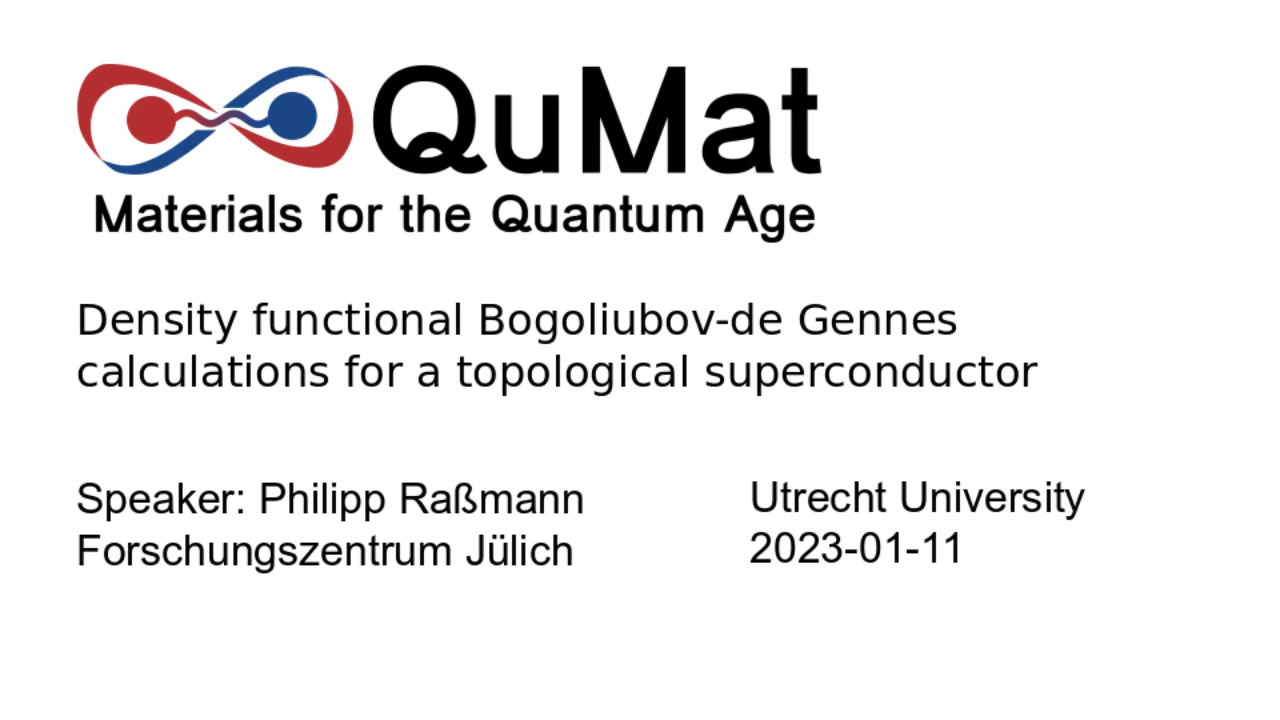 QuMat
Materials for the Quantum Age
Density functional Bogoliubov-de Gennes
calculations for a topological superconductor
Speaker: Philipp Raßmann
Forschungszentrum Jülich
Utrecht University
2023-01-11